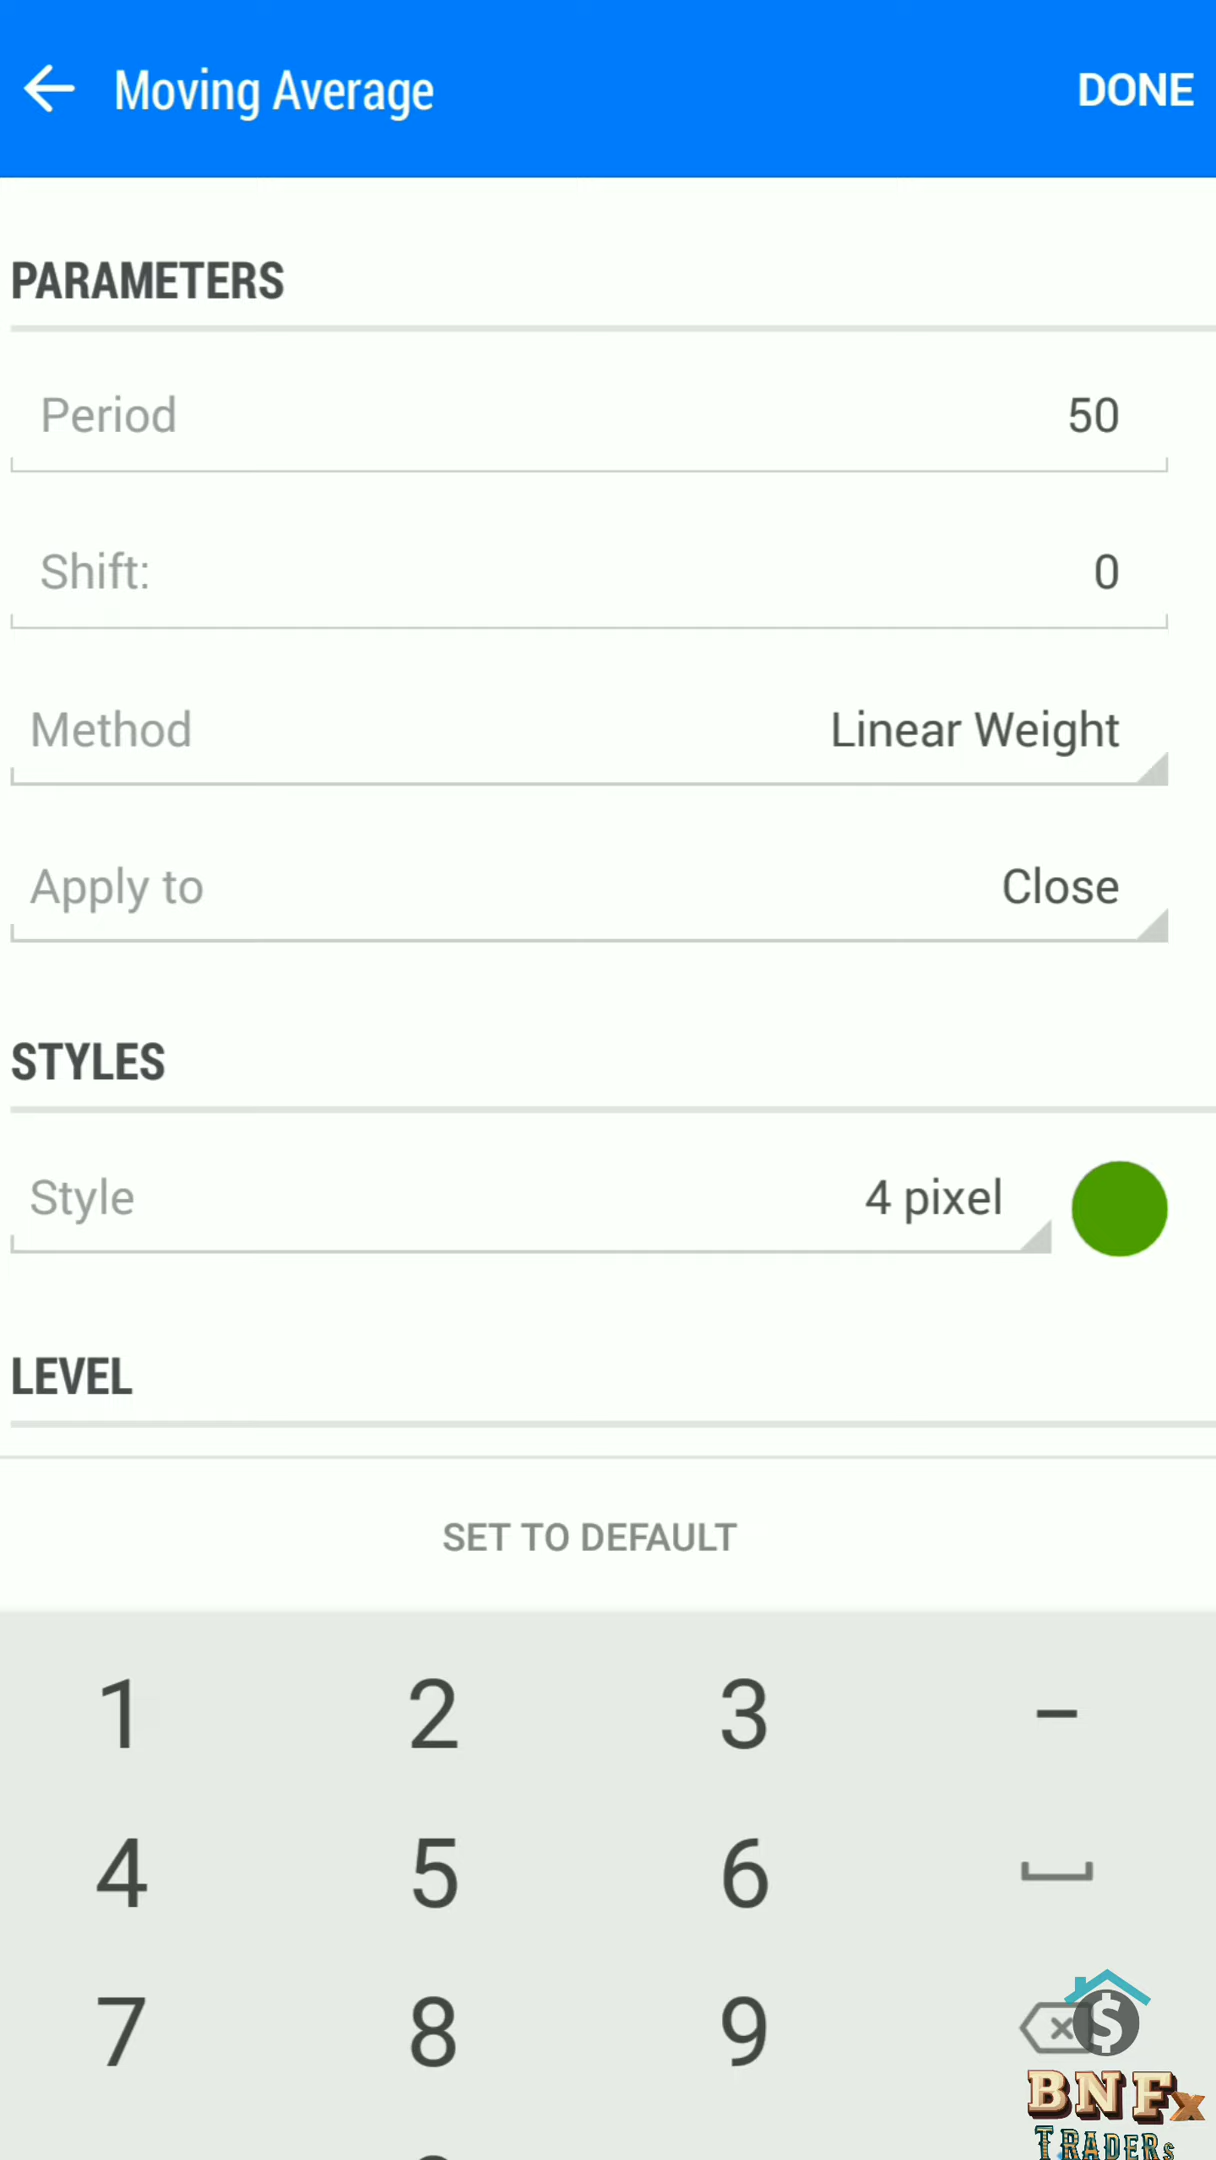 Moving Average
DONE
PARAMETERS
Period 50
Shift: 0
Method Linear Weight
Apply to Close
STYLES
Style 4 pixel
LEVEL
SET TO DEFAULT
1 2 3 -
4 5 6
7 8 9
$
BNFx
TRADERs